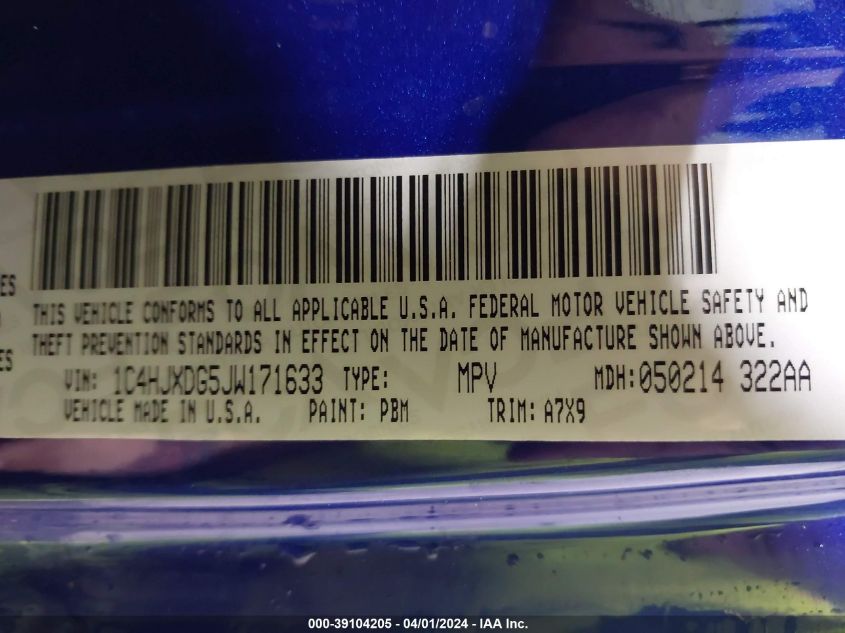 ES
ES
THIS VEHICLE CONFORMS TO ALL APPLICABLE U.S.A. FEDERAL MOTOR VEHICLE SAFETY AND
THEFT PREVENTION STANDARDS IN EFFECT ON THE DATE OF MANUFACTURE SHOWN ABOVE.
VIN: 1C4HJXDG5JW171633 TYPE: MPV MDH:050214 322AA
VEHICLE MADE IN U.S.A. PAINT: PBM TRIM: A7X9
000-39104205 - 04/01/2024 - IAA Inc.